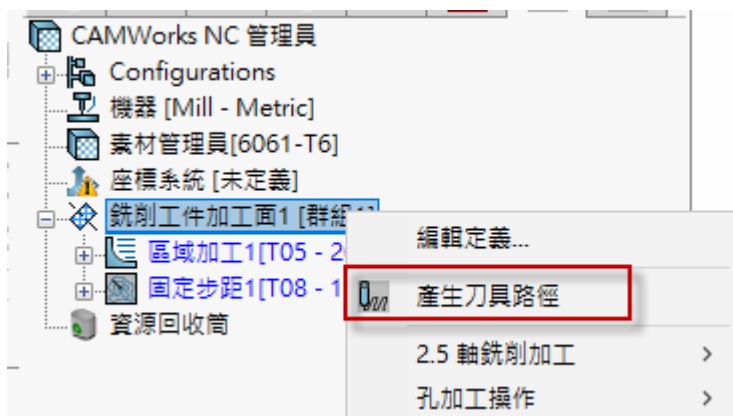 CAMWorks NC 管理員
Configurations
機器 [Mill - Metric]
素材管理員[6061-T6]
座標系統 [未定義]
銑削工件加工面1 [群組1]
區域加工1[T05 - 2
固定步距1[T08 - 1
資源回收筒
編輯定義...
產生刀具路徑
2.5 軸銑削加工
孔加工操作